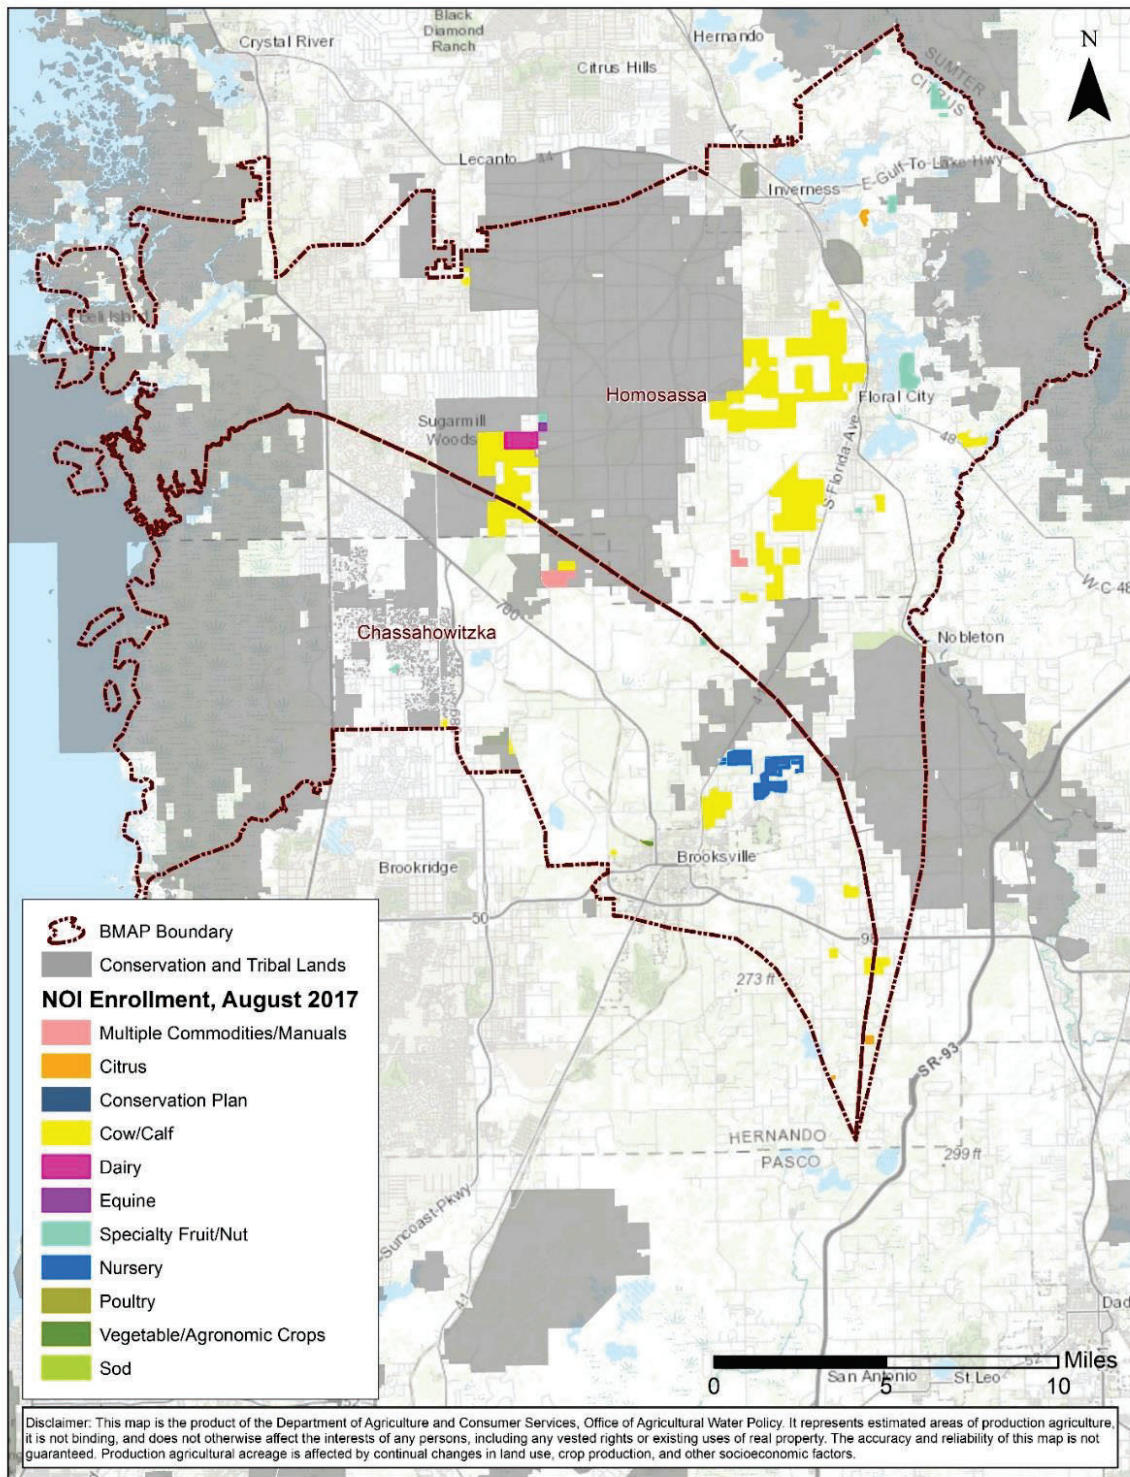 Black
Diamond
Ranch
Crystal River
Hernando
Citrus Hills
N
SUMTER
CITRUS
44
Lecanto
44
E-Gulf-To-Lake-Hwy
Inverness
Homosassa
Floral City
Sugarmill
Woods
48
S-Florida-Ave
W-C-48
700
Chassahowitzka
Nobleton
41
Brookridge
Brooksville
50
98
273 ft
SR-93
HERNANDO
PASCO
299 ft
Suncoast-Pkwy
41
Dad
52
San Antonio
St Leo
BMAP Boundary
Conservation and Tribal Lands
NOI Enrollment, August 2017
Multiple Commodities/Manuals
Citrus
Conservation Plan
Cow/Calf
Dairy
Equine
Specialty Fruit/Nut
Nursery
Poultry
Vegetable/Agronomic Crops
Sod
Miles
0 5 10
Disclaimer: This map is the product of the Department of Agriculture and Consumer Services, Office of Agricultural Water Policy. It represents estimated areas of production agriculture,
it is not binding, and does not otherwise affect the interests of any persons, including any vested rights or existing uses of real property. The accuracy and reliability of this map is not
guaranteed. Production agricultural acreage is affected by continual changes in land use, crop production, and other socioeconomic factors.